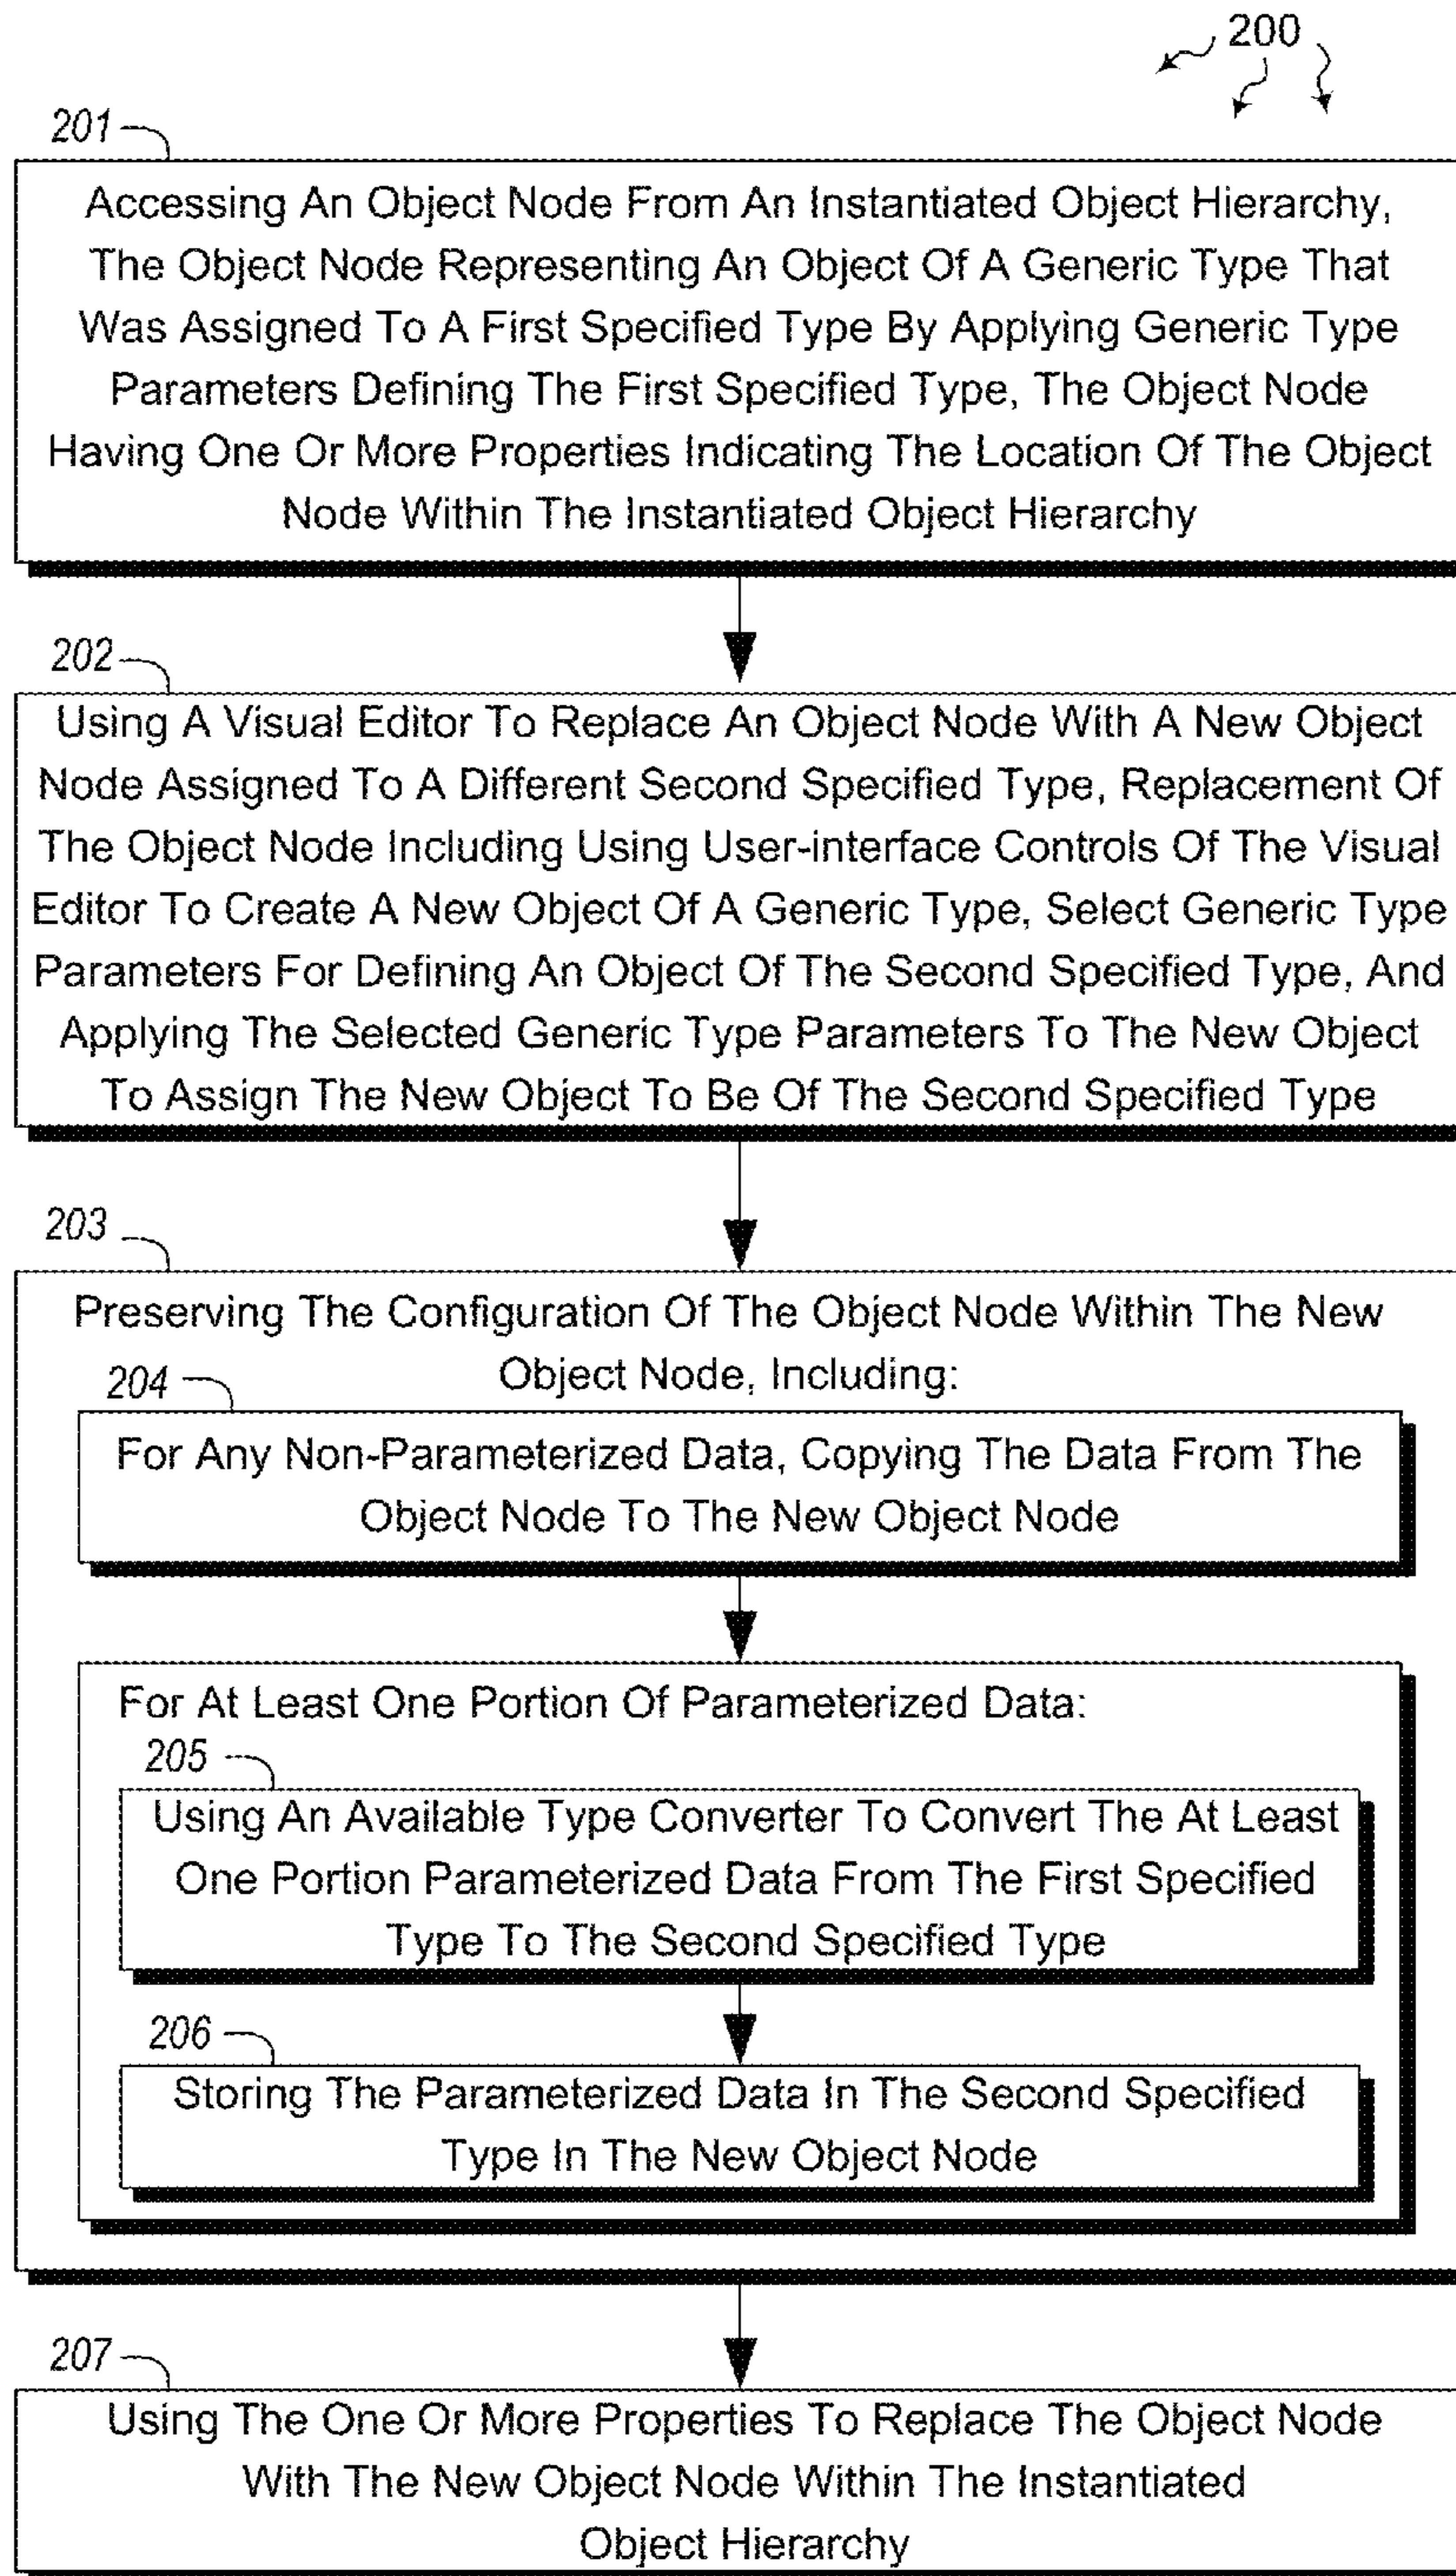 200
201
Accessing An Object Node From An Instantiated Object Hierarchy,
The Object Node Representing An Object Of A Generic Type That
Was Assigned To A First Specified Type By Applying Generic Type
Parameters Defining The First Specified Type, The Object Node
Having One Or More Properties Indicating The Location Of The Object
Node Within The Instantiated Object Hierarchy
202
Using A Visual Editor To Replace An Object Node With A New Object
Node Assigned To A Different Second Specified Type, Replacement Of
The Object Node Including Using User-interface Controls Of The Visual
Editor To Create A New Object Of A Generic Type, Select Generic Type
Parameters For Defining An Object Of The Second Specified Type, And
Applying The Selected Generic Type Parameters To The New Object
To Assign The New Object To Be Of The Second Specified Type
203
Preserving The Configuration Of The Object Node Within The New
Object Node, Including:
204
For Any Non-Parameterized Data, Copying The Data From The
Object Node To The New Object Node
For At Least One Portion Of Parameterized Data:
205
Using An Available Type Converter To Convert The At Least
One Portion Parameterized Data From The First Specified
Type To The Second Specified Type
206
Storing The Parameterized Data In The Second Specified
Type In The New Object Node
207
Using The One Or More Properties To Replace The Object Node
With The New Object Node Within The Instantiated
Object Hierarchy